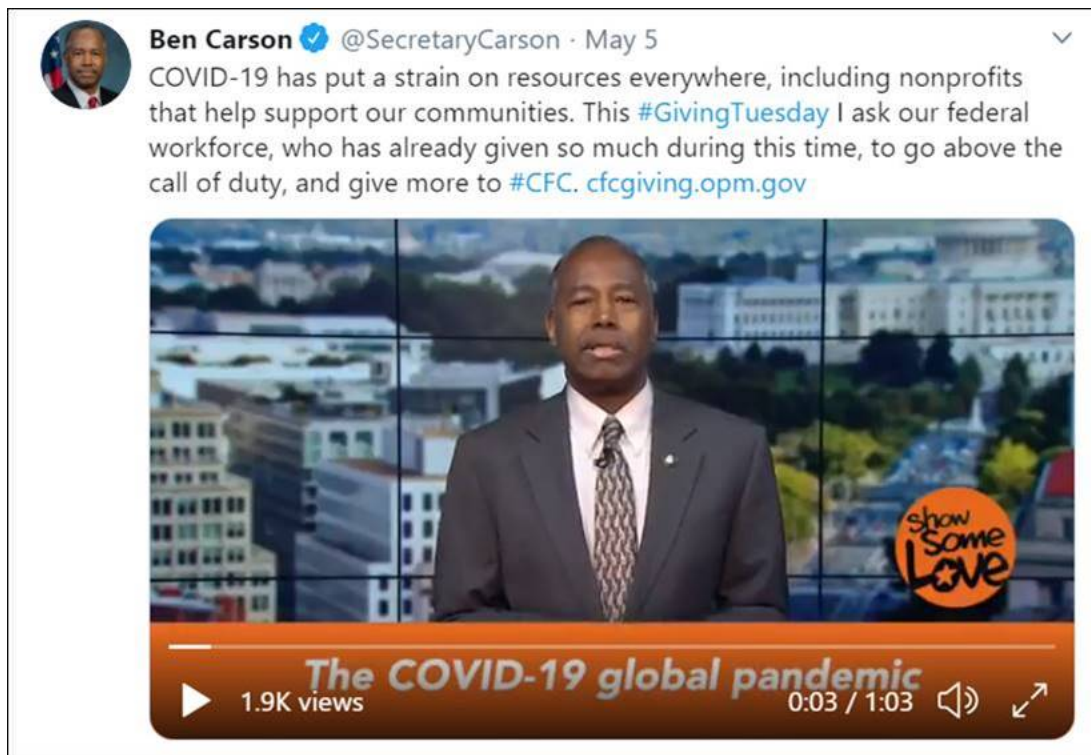 Ben Carson @SecretaryCarson · May 5
COVID-19 has put a strain on resources everywhere, including nonprofits
that help support our communities. This #GivingTuesday I ask our federal
workforce, who has already given so much during this time, to go above the
call of duty, and give more to #CFC. cfcgiving.opm.gov
show
some
Love
The COVID-19 global pandemic
1.9K views 0:03 / 1:03